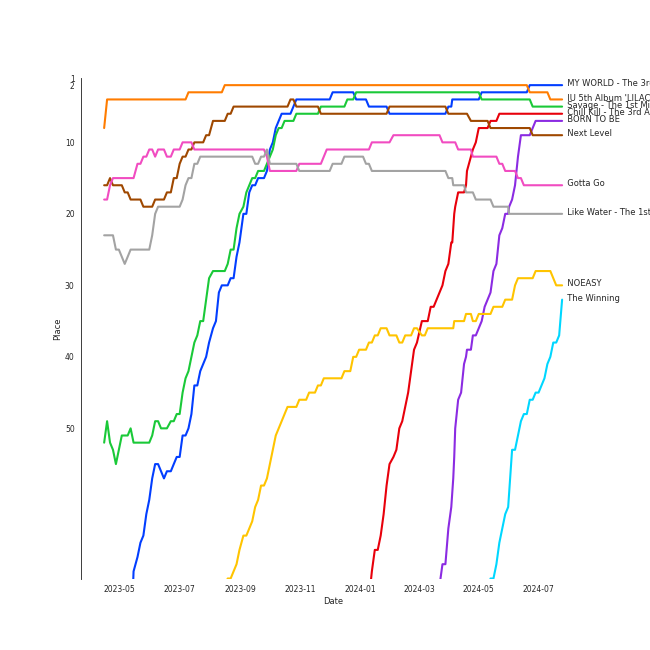 1
2
10
20
30
40
50
Place
2023-05
2023-07
2023-09
2023-11
2024-01
2024-03
2024-05
2024-07
Date
MY WORLD - The 3r
IU 5th Album 'LILAC
Savage - The 1st Mi
Chill Kill - The 3rd A
BORN TO BE
Next Level
Gotta Go
Like Water - The 1st
NOEASY
The Winning